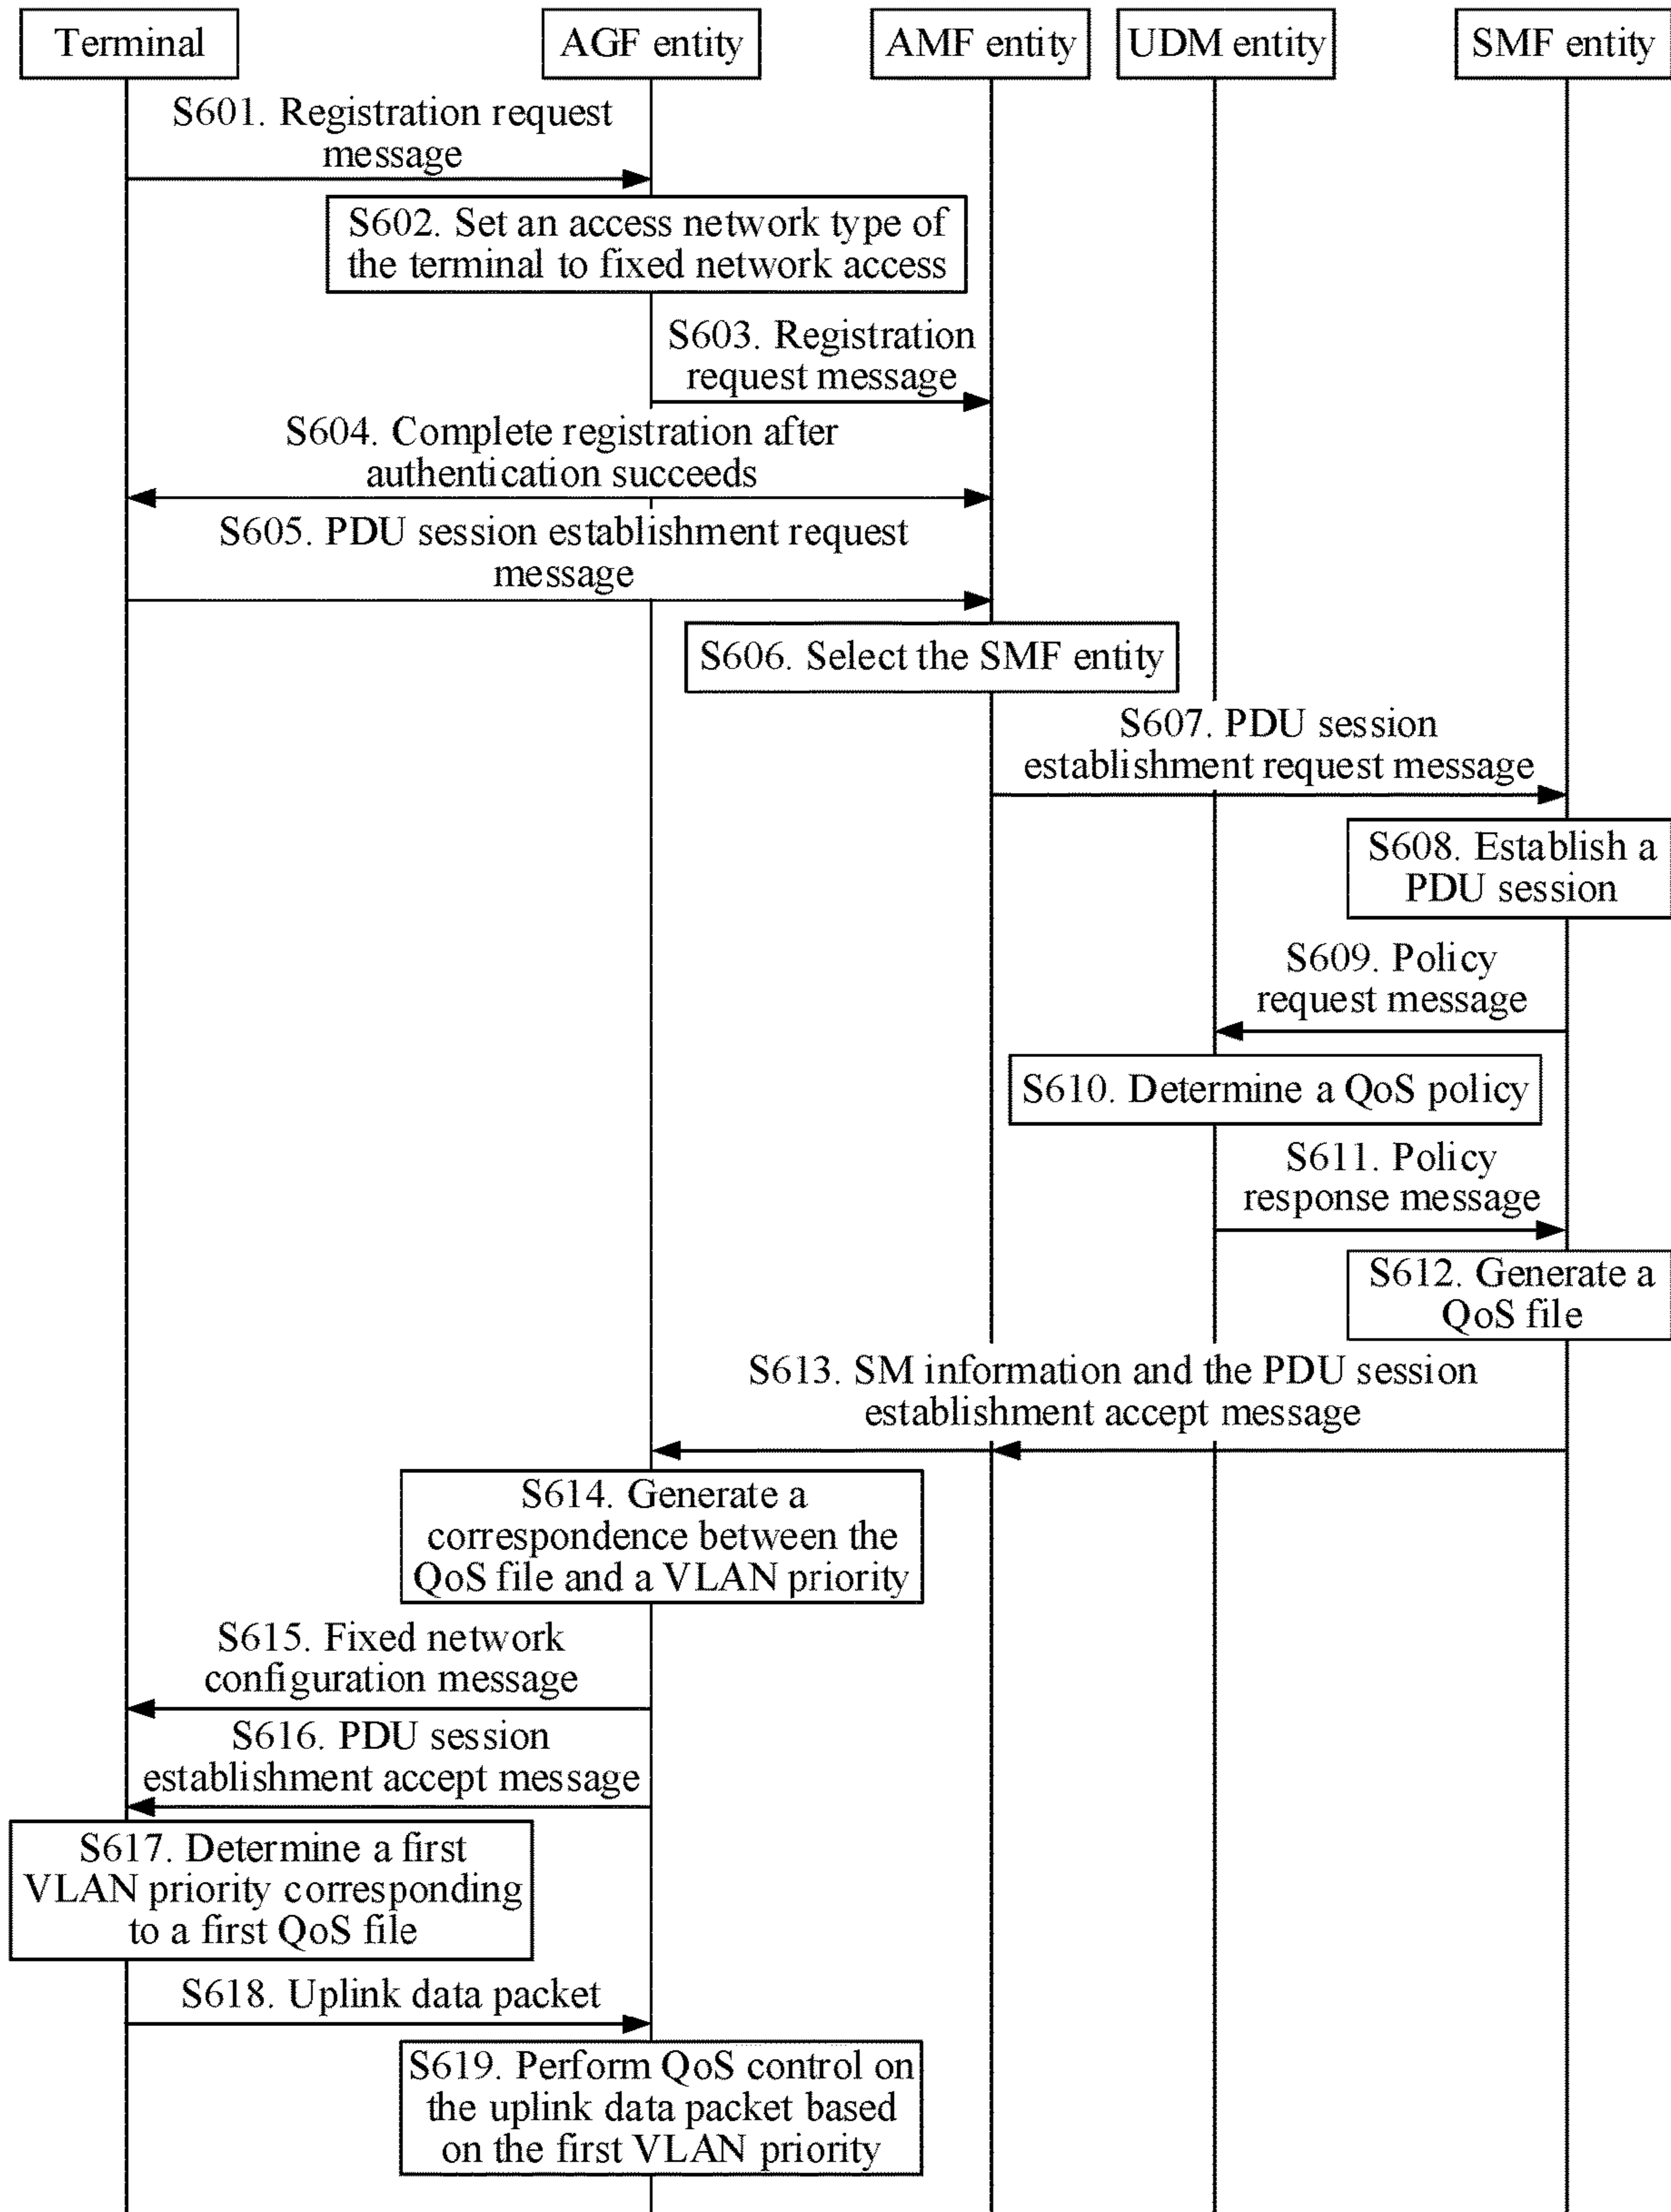 Terminal
AGF entity
AMF entity
UDM entity
SMF entity
S601. Registration request
message
S602. Set an access network type of
the terminal to fixed network access
S603. Registration
request message
S604. Complete registration after
authentication succeeds
S605. PDU session establishment request
message
S606. Select the SMF entity
S607. PDU session
establishment request message
S608. Establish a
PDU session
S609. Policy
request message
S610. Determine a QoS policy
S611. Policy
response message
S612. Generate a
QoS file
S613. SM information and the PDU session
establishment accept message
S614. Generate a
correspondence between the
QoS file and a VLAN priority
S615. Fixed network
configuration message
S616. PDU session
establishment accept message
S617. Determine a first
VLAN priority corresponding
to a first QoS file
S618. Uplink data packet
S619. Perform QoS control on
the uplink data packet based
on the first VLAN priority